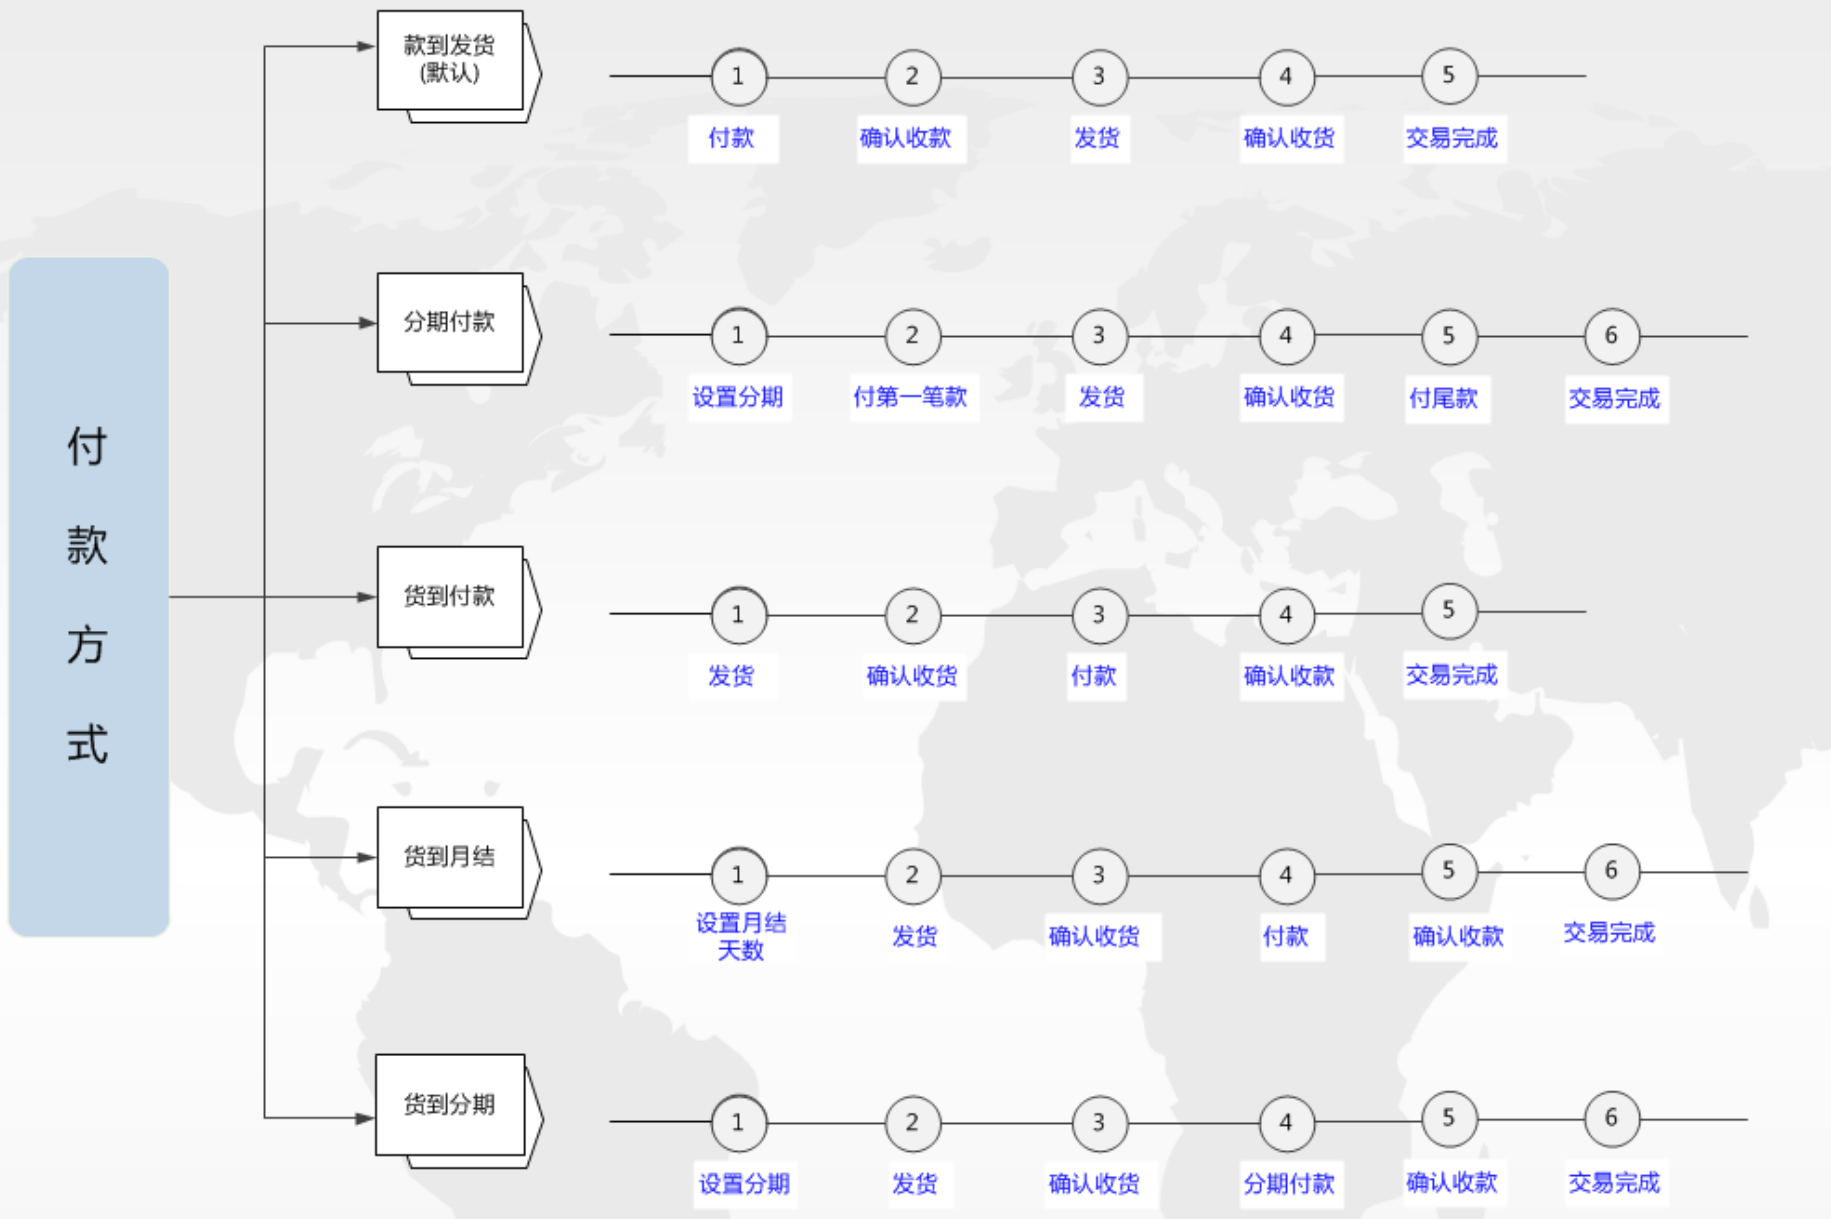 付
款
方
式
款到发货
(默认)
1 2 3 4 5
付款 确认收款 发货 确认收货 交易完成
分期付款
1 2 3 4 5 6
设置分期 付第一笔款 发货 确认收货 付尾款 交易完成
货到付款
1 2 3 4 5
发货 确认收货 付款 确认收款 交易完成
货到月结
1 2 3 4 5 6
设置月结
天数 发货 确认收货 付款 确认收款 交易完成
货到分期
1 2 3 4 5 6
设置分期 发货 确认收货 分期付款 确认收款 交易完成